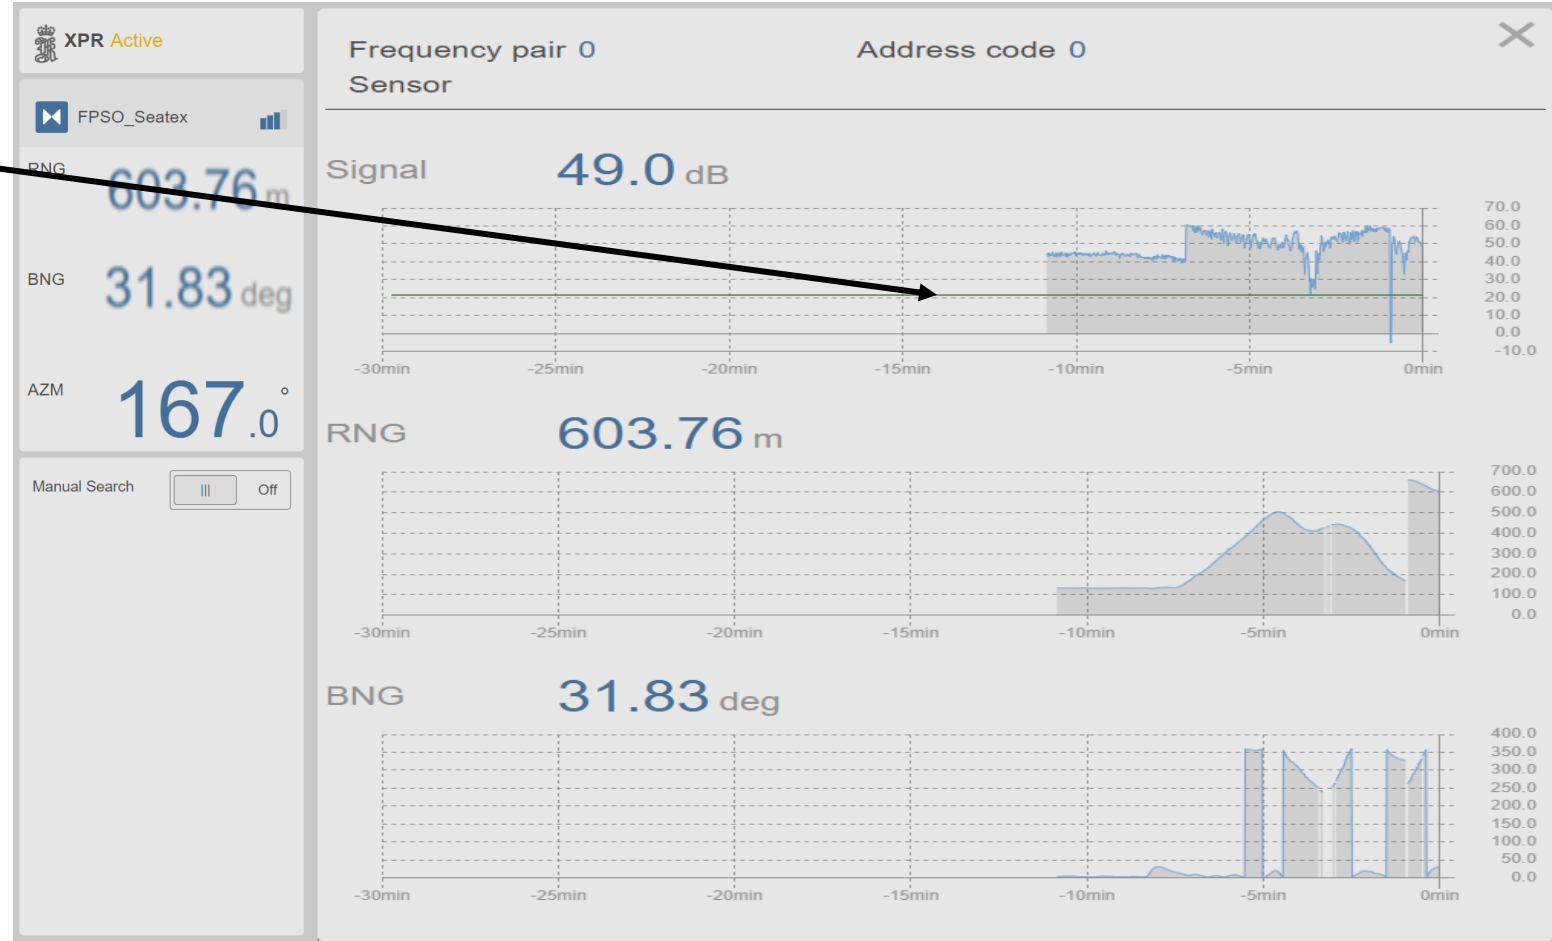 XPR Active
FPSO_Seatex
RNG
603.76 m
BNG
31.83 deg
AZM
167.0°
Manual Search
Off
Frequency pair 0 Address code 0
Sensor
Signal 49.0 dB
70.0
60.0
50.0
40.0
30.0
20.0
10.0
0.0
-10.0
-30min -25min -20min -15min -10min -5min 0min
RNG 603.76 m
700.0
600.0
500.0
400.0
300.0
200.0
100.0
0.0
-30min -25min -20min -15min -10min -5min 0min
BNG 31.83 deg
400.0
350.0
300.0
250.0
200.0
150.0
100.0
50.0
0.0
-30min -25min -20min -15min -10min -5min 0min